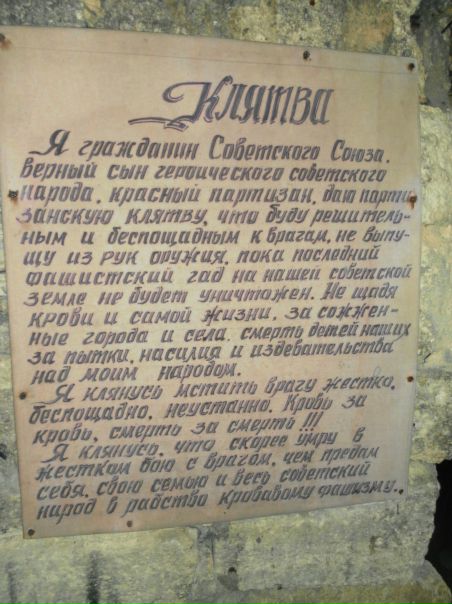 Клятва
Я гражданин Советского Союза,
верный сын героического советского
народа, красный партизан, даю парти
занскую клятву, что буду решитель-
ным и беспощадным к врагам, не выпу-
щу из рук оружия, пока последний
фашистский гад на нашей советской
земле не будет уничтожен. Не щадя
крови и самой жизни, за сожжен-
ные города и села, смерть детей наших
за пытки, насилия и издевательства
над моим народом.
Я клянусь мстить врагу жестко,
беспощадно, неустанно. Кровь за
кровь, смерть за смерть !!!
Я клянусь, что скорее умру в
жестком бою с врагом, чем предам
себя, свою семью и весь советский
народ в рабство кровавому фашизму.